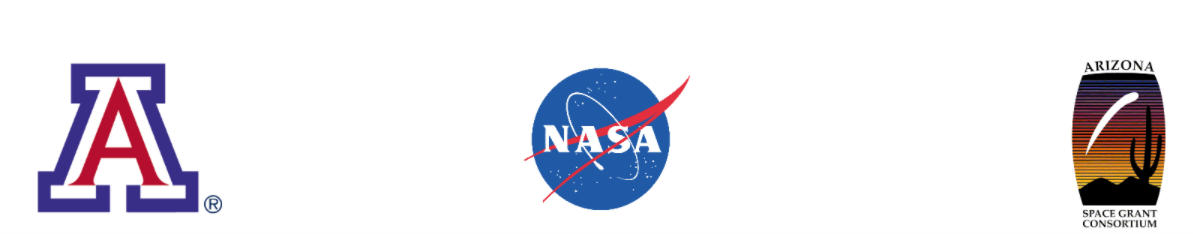 A ®
NASA
ARIZONA
SPACE GRANT
CONSORTIUM